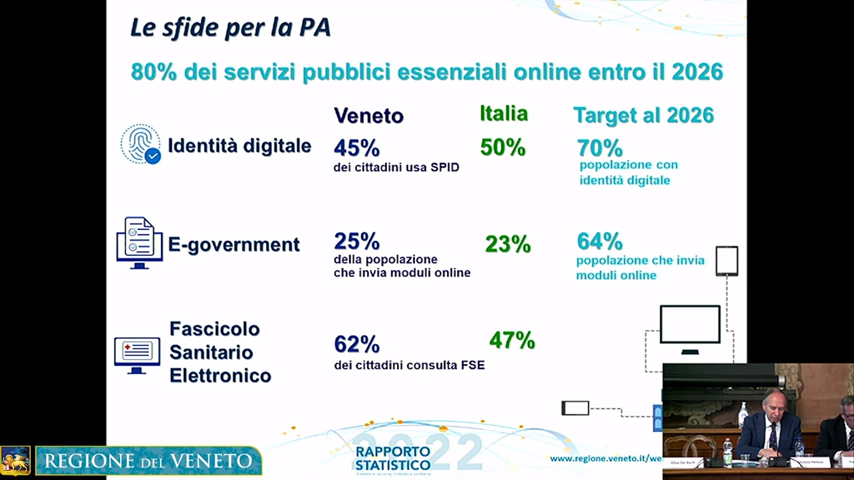 Le sfide per la PA
80% dei servizi pubblici essenziali online entro il 2026
Veneto
Italia
Target al 2026
Identità digitale
45%
dei cittadini usa SPID
50%
70%
popolazione con
identità digitale
E-government
25%
della popolazione
che invia moduli online
23%
64%
popolazione che invia
moduli online
Fascicolo
Sanitario
Elettronico
62%
dei cittadini consulta FSE
47%
2022
RAPPORTO
STATISTICO
www.regione.veneto.it/we
REGIONE DEL VENETO